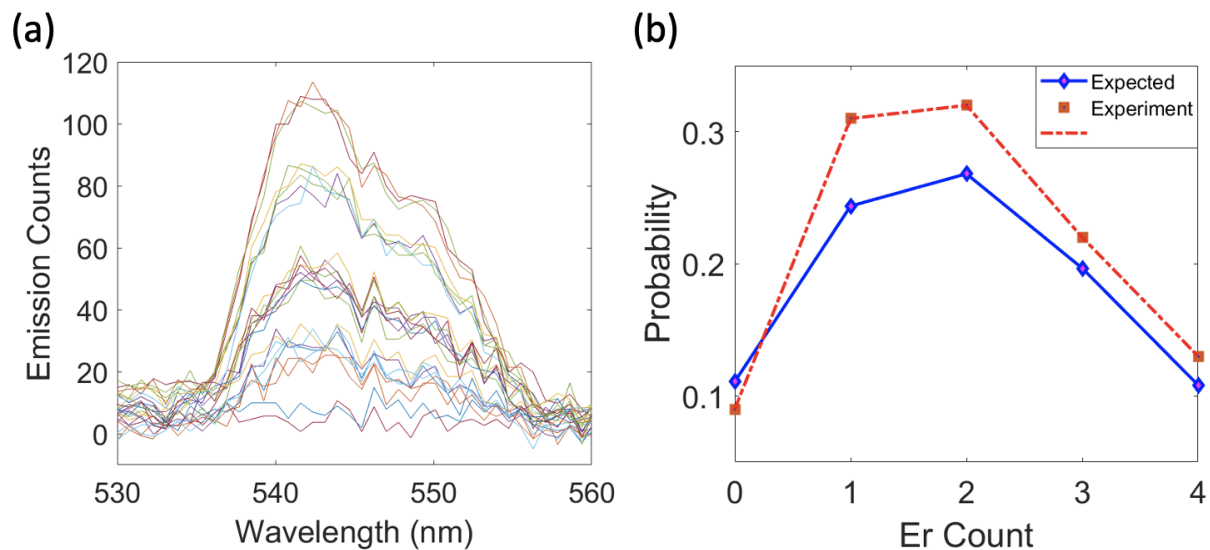 (a)
120
100
80
60
40
20
0
Emission Counts
530
540
550
560
Wavelength (nm)
(b)
Expected
Experiment
0.3
0.2
0.1
Probability
0
1
2
3
4
Er Count